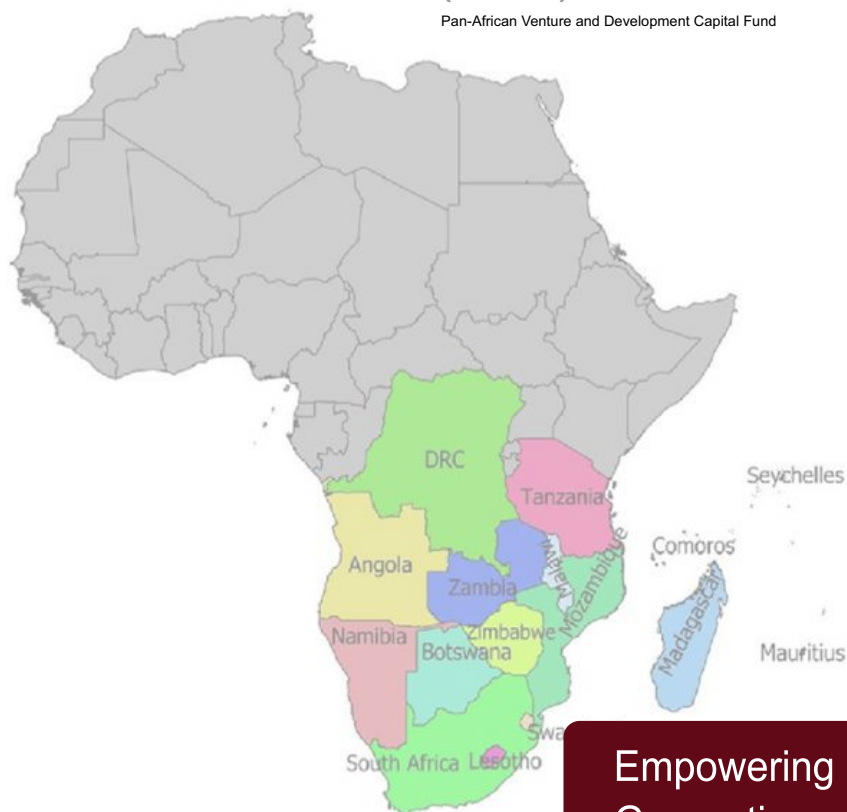 Pan-African Venture and Development Capital Fund
DRC
Tanzania
Seychelles
Comoros
Angola
Malawi
Zambia
Mozambique
Madagascar
Namibia
Zimbabwe
Botswana
Mauritius
Swa
South Africa
Lesotho
Empowering